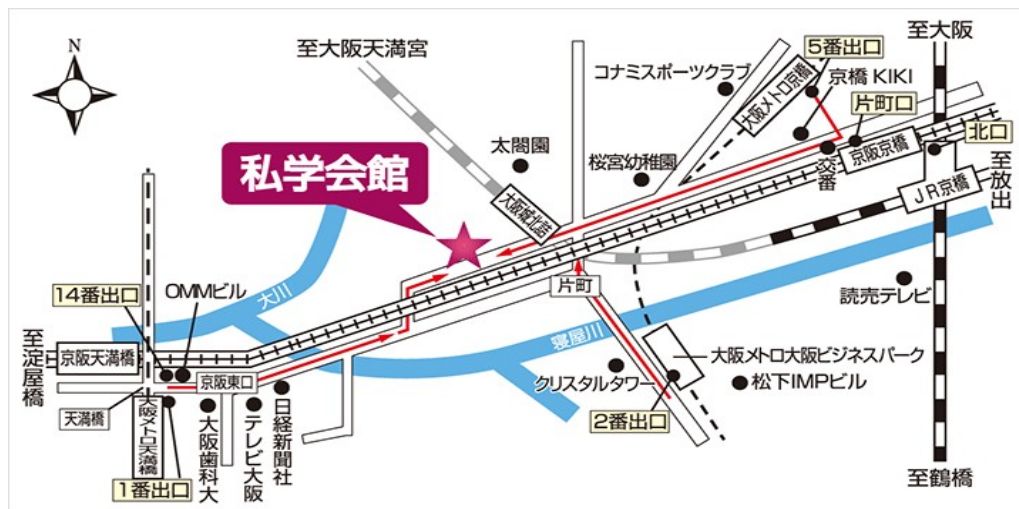 N
至大阪天満宮
至大阪
5番出口
コナミスポーツクラブ
大阪メトロ京橋
京橋 KIKI
片町口
北口
太閤園
私学会館
桜宮幼稚園
交番
京阪京橋
至放出
JR京橋
大阪城北詰
大川
片町
14番出口
OMMビル
読売テレビ
寝屋川
至淀屋橋
京阪天満橋
大阪メトロ大阪ビジネスパーク
京阪東口
クリスタルタワー
松下IMPビル
天満橋
大阪メトロ天満橋
大阪歯科大
テレビ大阪
日経新聞社
2番出口
1番出口
至鶴橋